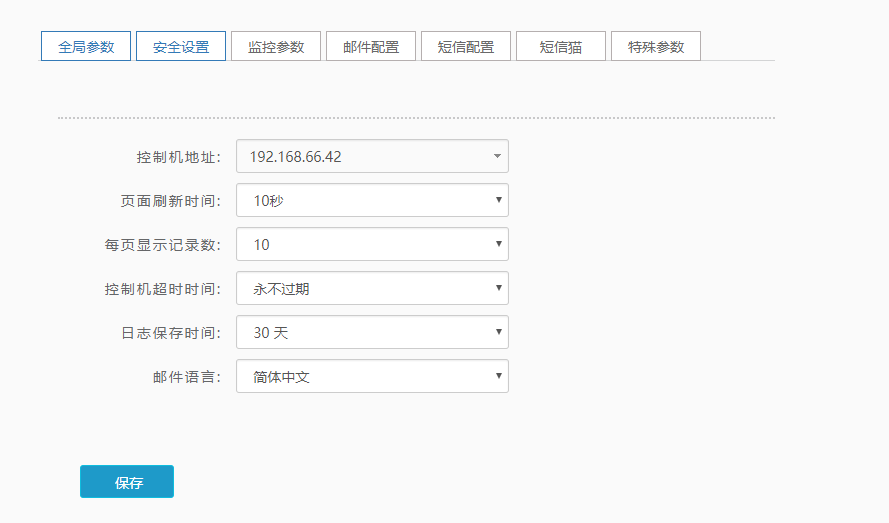 全局参数 安全设置 监控参数 邮件配置 短信配置 短信猫 特殊参数
控制机地址: 192.168.66.42
页面刷新时间: 10秒
每页显示记录数: 10
控制机超时时间: 永不过期
日志保存时间: 30 天
邮件语言: 简体中文
保存